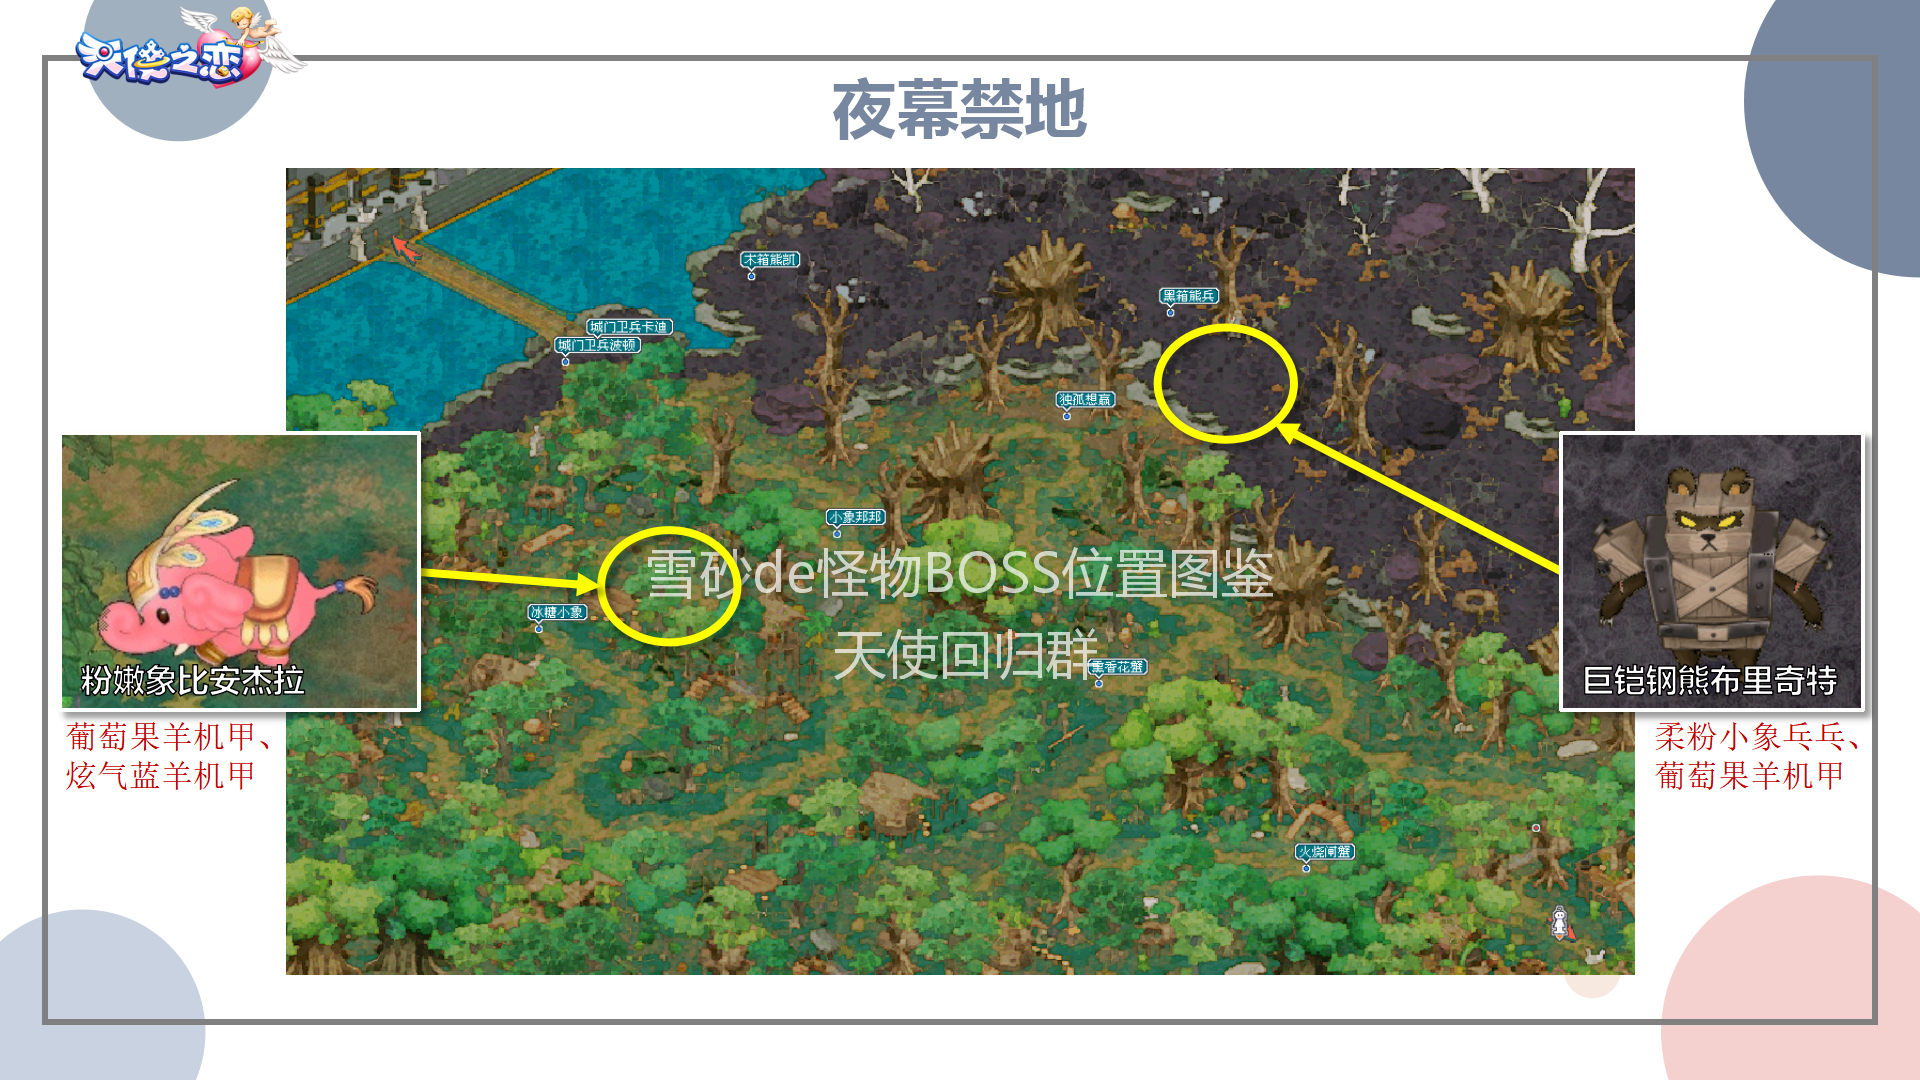 天使之恋
夜幕禁地
木箱熊凯
黑箱熊兵
城门卫兵卡迪
城门卫兵波顿
独孤想赢
小象邦邦
雪砂de怪物BOSS位置图鉴
冰糖小象
天使回归群
熏香花蟹
粉嫩象比安杰拉
巨铠钢熊布里奇特
葡萄果羊机甲、
炫气蓝羊机甲
柔粉小象乓乓、
葡萄果羊机甲
火烧闸蟹